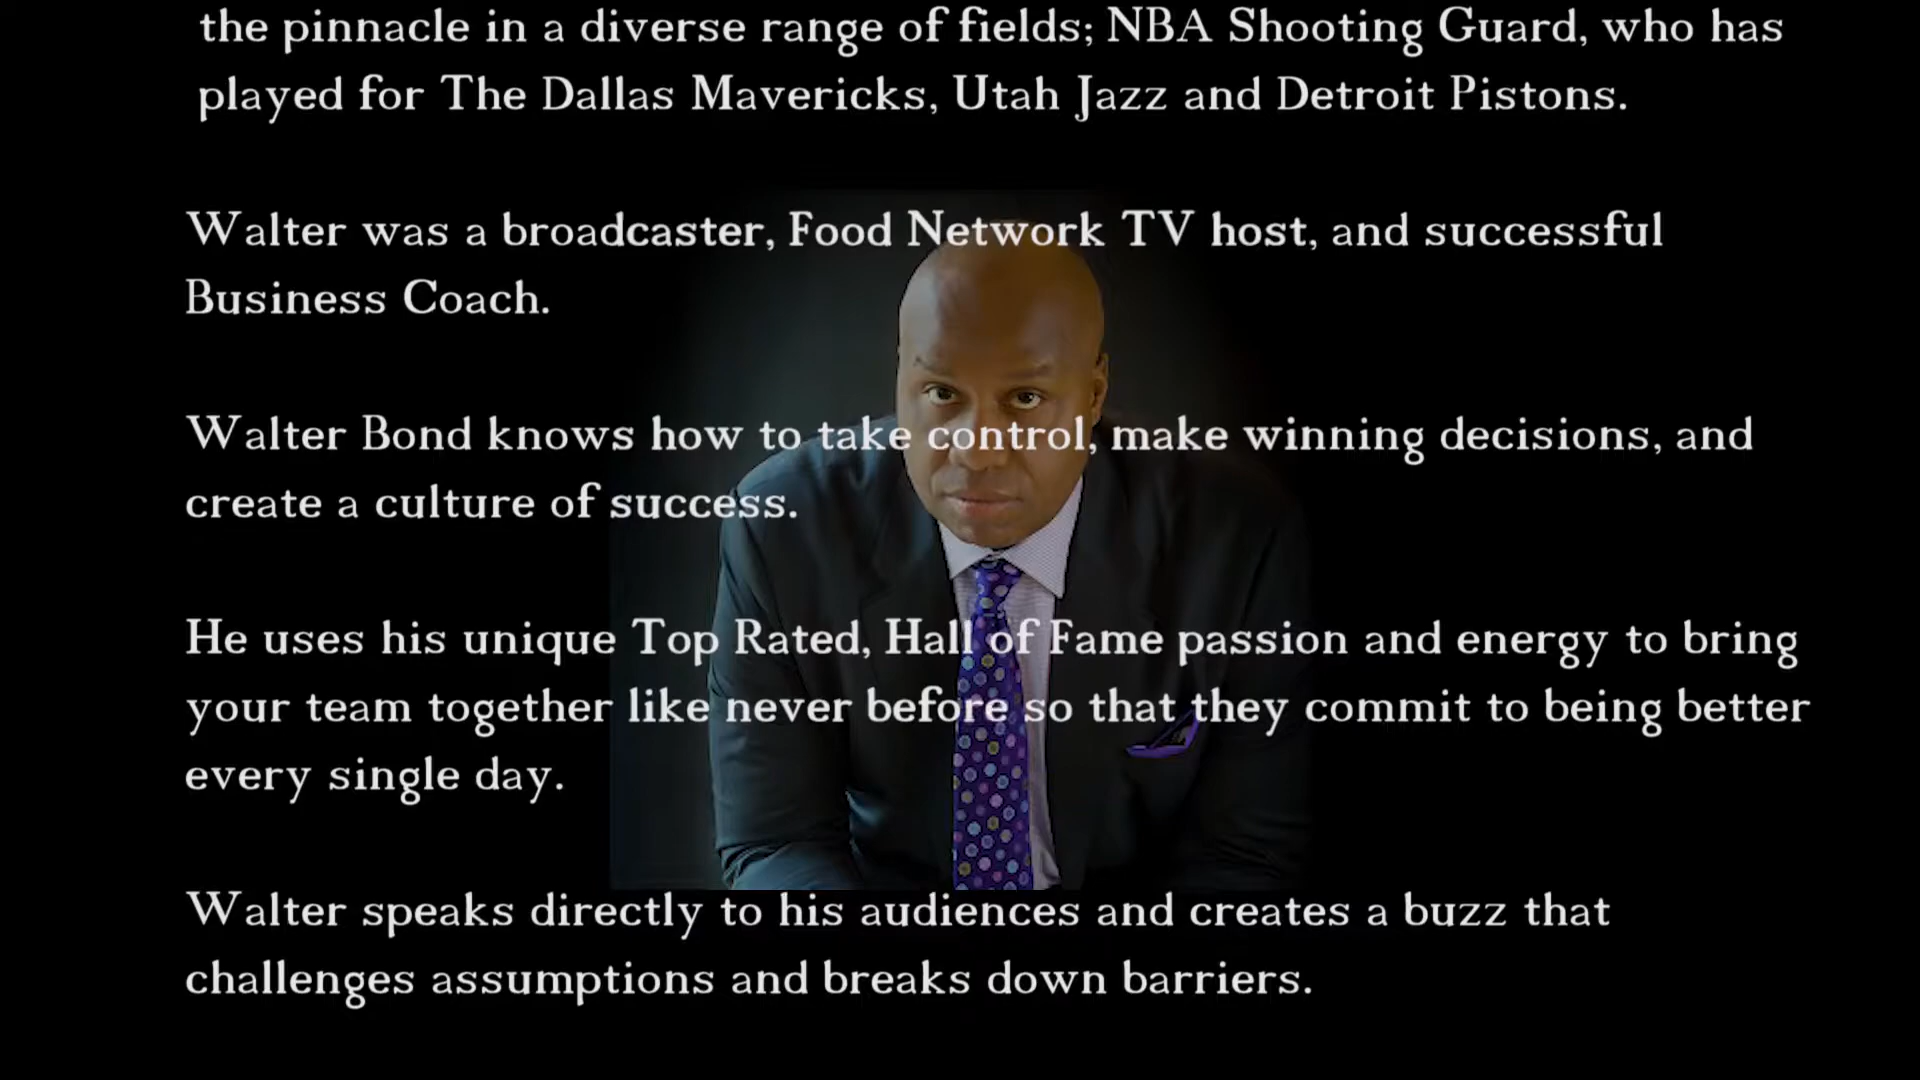 the pinnacle in a diverse range of fields; NBA Shooting Guard, who has
played for The Dallas Mavericks, Utah Jazz and Detroit Pistons.
Walter was a broadcaster, Food Network TV host, and successful
Business Coach.
Walter Bond knows how to take control, make winning decisions, and
create a culture of success.
He uses his unique Top Rated, Hall of Fame passion and energy to bring
your team together like never before so that they commit to being better
every single day.
Walter speaks directly to his audiences and creates a buzz that
challenges assumptions and breaks down barriers.